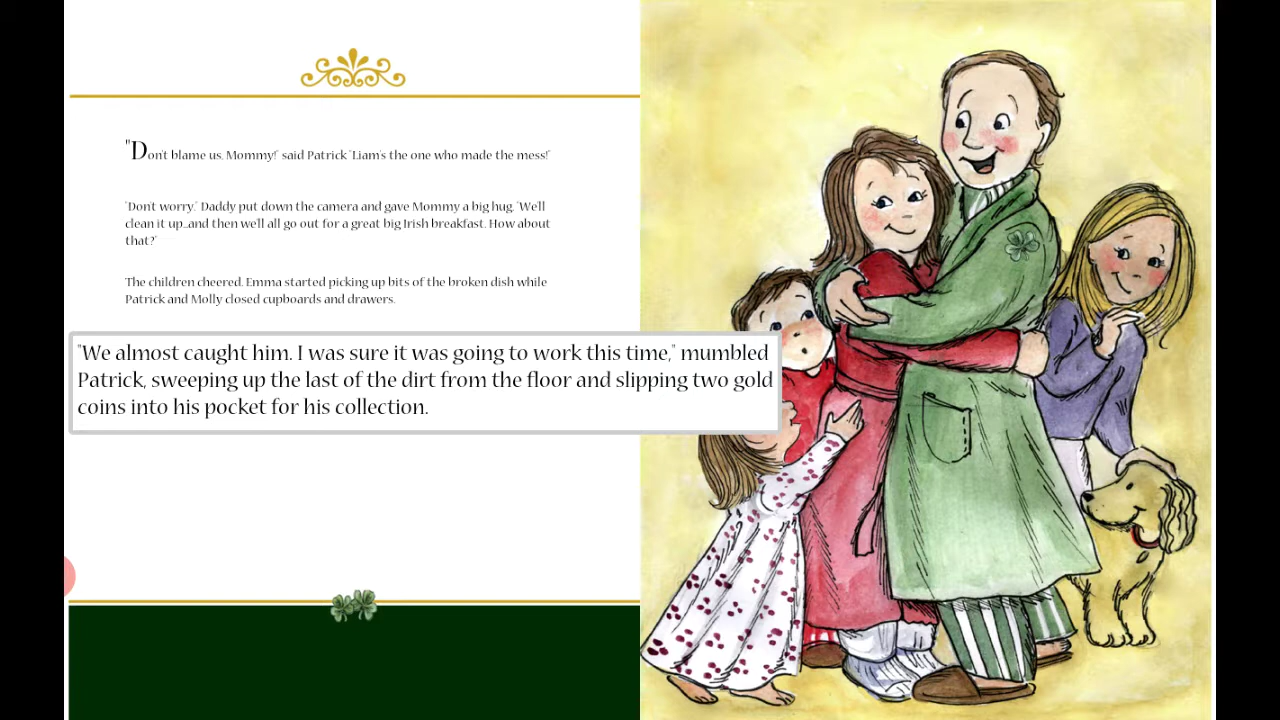 "Don't blame us, Mommy!" said Patrick "Liam's the one who made the mess!"
"Don't worry." Daddy put down the camera and gave Mommy a big hug. "We'll
clean it up...and then we'll all go out for a great big Irish breakfast. How about
that?"
The children cheered. Emma started picking up bits of the broken dish while
Patrick and Molly closed cupboards and drawers.
"We almost caught him. I was sure it was going to work this time," mumbled
Patrick, sweeping up the last of the dirt from the floor and slipping two gold
coins into his pocket for his collection.